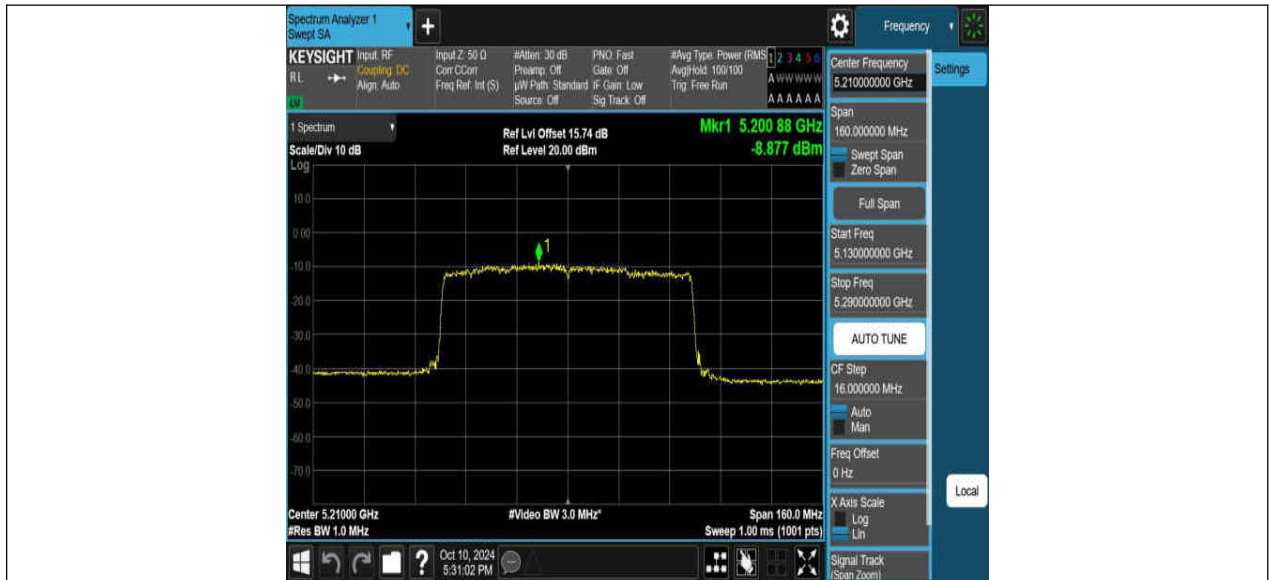 Spectrum Analyzer 1
Swept SA
+
Frequency
KEYSIGHT
RL
Input: RF
Coupling: DC
Align: Auto
Input Z: 50 Ω
Corr CCorr
Freq Ref: Int (S)
#Atten: 30 dB
Preamp: Off
µW Path: Standard
Source: Off
PNO: Fast
Gate: Off
IF Gain: Low
Sig Track: Off
#Avg Type: Power (RMS
Avg|Hold: 100/100
Trig: Free Run
1 2 3 4 5 6
A W W W W W
A A A A A A
1 Spectrum
Scale/Div 10 dB
Log
Ref Lvl Offset 15.74 dB
Ref Level 20.00 dBm
Mkr1 5.200 88 GHz
-8.877 dBm
10.0
0.00
-10.0
-20.0
-30.0
-40.0
-50.0
-60.0
-70.0
1
Center 5.21000 GHz
#Res BW 1.0 MHz
#Video BW 3.0 MHz*
Span 160.0 MHz
Sweep 1.00 ms (1001 pts)
?
Oct 10, 2024
5:31:02 PM
Center Frequency
5.210000000 GHz
Settings
Span
160.000000 MHz
Swept Span
Zero Span
Full Span
Start Freq
5.130000000 GHz
Stop Freq
5.290000000 GHz
AUTO TUNE
CF Step
16.000000 MHz
Auto
Man
Freq Offset
0 Hz
Local
X Axis Scale
Log
Lin
Signal Track
(Span Zoom)